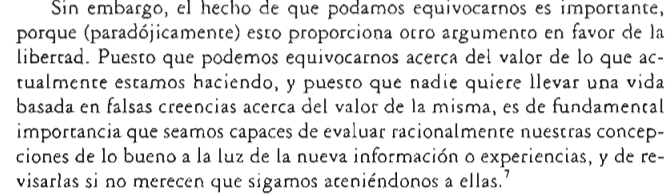 Sin embargo, el hecho de que podamos equivocarnos es importante,
porque (paradójicamente) esto proporciona otro argumento en favor de la
libertad. Puesto que podemos equivocarnos acerca del valor de lo que ac-
tualmente estamos haciendo, y puesto que nadie quiere llevar una vida
basada en falsas creencias acerca del valor de la misma, es de fundamental
importancia que seamos capaces de evaluar racionalmente nuestras concep-
ciones de lo bueno a la luz de la nueva información o experiencias, y de re-
visarlas si no merecen que sigamos ateniéndonos a ellas.⁷